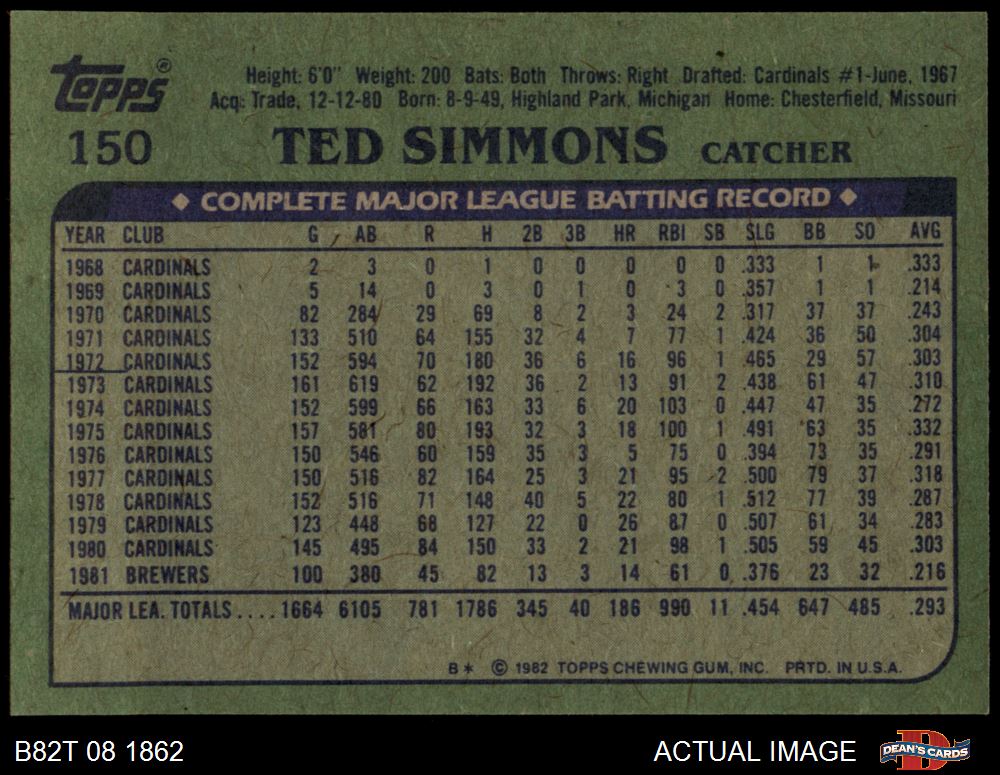 TOPPS®
Height: 6'0" Weight: 200 Bats: Both Throws: Right Drafted: Cardinals #1-June, 1967
Acq: Trade, 12-12-80 Born: 8-9-49, Highland Park, Michigan Home: Chesterfield, Missouri
150 TED SIMMONS CATCHER
◆ COMPLETE MAJOR LEAGUE BATTING RECORD ◆
YEAR CLUB G AB R H 2B 3B HR RBI SB SLG BB SO AVG
1968 CARDINALS 2 3 0 1 0 0 0 0 0 .333 1 1 .333
1969 CARDINALS 5 14 0 3 0 1 0 3 0 .357 1 1 .214
1970 CARDINALS 82 284 29 69 8 2 3 24 2 .317 37 37 .243
1971 CARDINALS 133 510 64 155 32 4 7 77 1 .424 36 50 .304
1972 CARDINALS 152 594 70 180 36 6 16 96 1 .465 29 57 .303
1973 CARDINALS 161 619 62 192 36 2 13 91 2 .438 61 47 .310
1974 CARDINALS 152 599 66 163 33 6 20 103 0 .447 47 35 .272
1975 CARDINALS 157 581 80 193 32 3 18 100 1 .491 63 35 .332
1976 CARDINALS 150 546 60 159 35 3 5 75 0 .394 73 35 .291
1977 CARDINALS 150 516 82 164 25 3 21 95 2 .500 79 37 .318
1978 CARDINALS 152 516 71 148 40 5 22 80 1 .512 77 39 .287
1979 CARDINALS 123 448 68 127 22 0 26 87 0 .507 61 34 .283
1980 CARDINALS 145 495 84 150 33 2 21 98 1 .505 59 45 .303
1981 BREWERS 100 380 45 82 13 3 14 61 0 .376 23 32 .216
MAJOR LEA. TOTALS.... 1664 6105 781 1786 345 40 186 990 11 .454 647 485 .293
B* © 1982 TOPPS CHEWING GUM, INC. PRTD. IN U.S.A.
B82T 08 1862 ACTUAL IMAGE DEAN'S CARDS